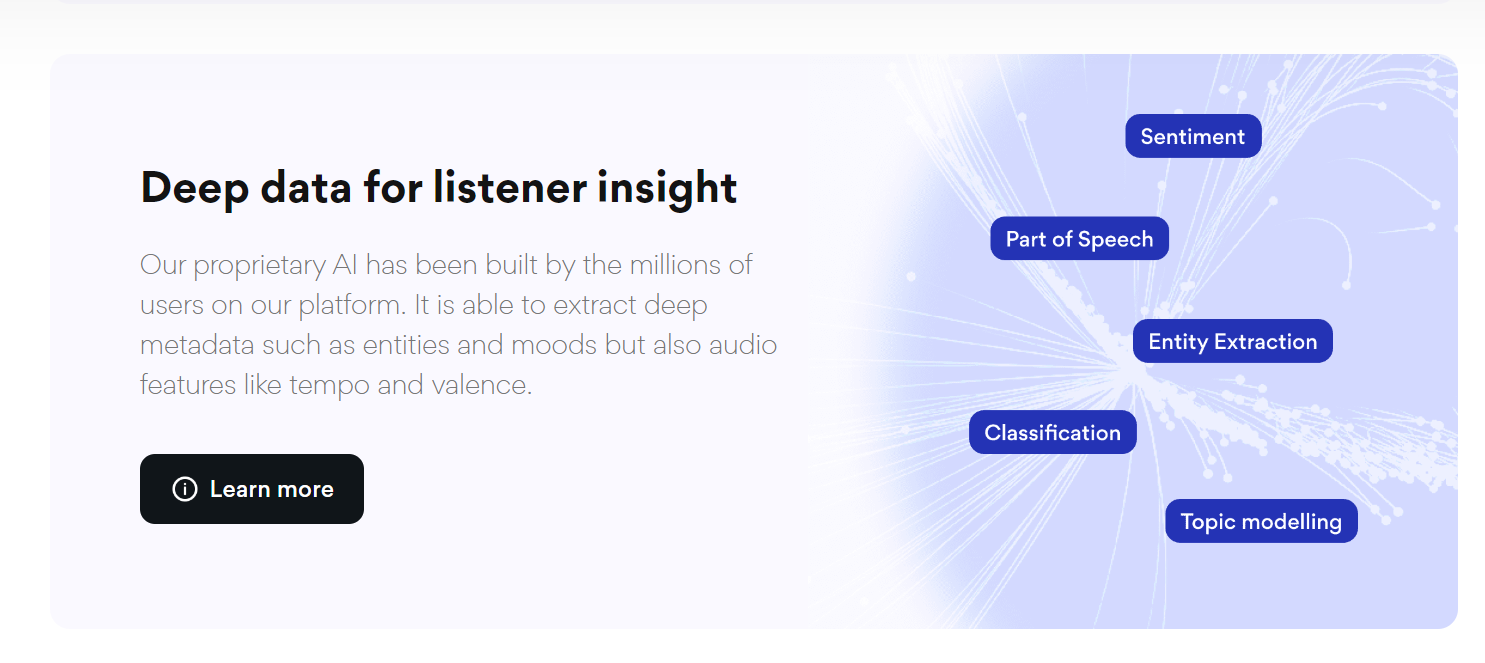 Deep data for listener insight
Our proprietary AI has been built by the millions of
users on our platform. It is able to extract deep
metadata such as entities and moods but also audio
features like tempo and valence.
Learn more
Sentiment
Part of Speech
Entity Extraction
Classification
Topic modelling